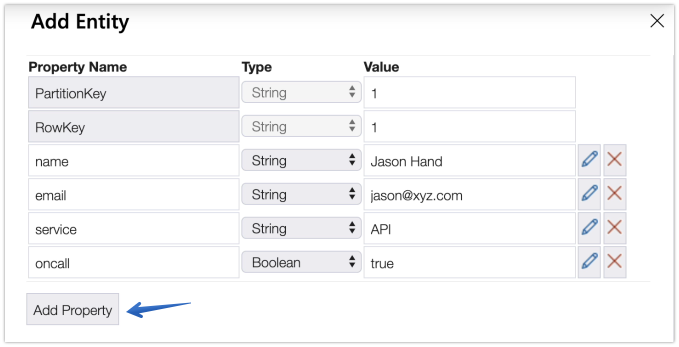 Add Entity
Property Name Type Value
PartitionKey String 1
RowKey String 1
name String Jason Hand
email String jason@xyz.com
service String API
oncall Boolean true
Add Property